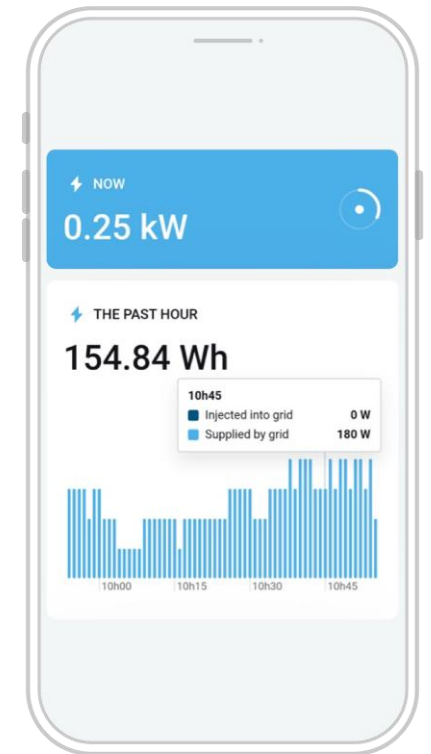 NOW
0.25 kW
THE PAST HOUR
154.84 Wh
10h45
Injected into grid 0 W
Supplied by grid 180 W
10h00 10h15 10h30 10h45